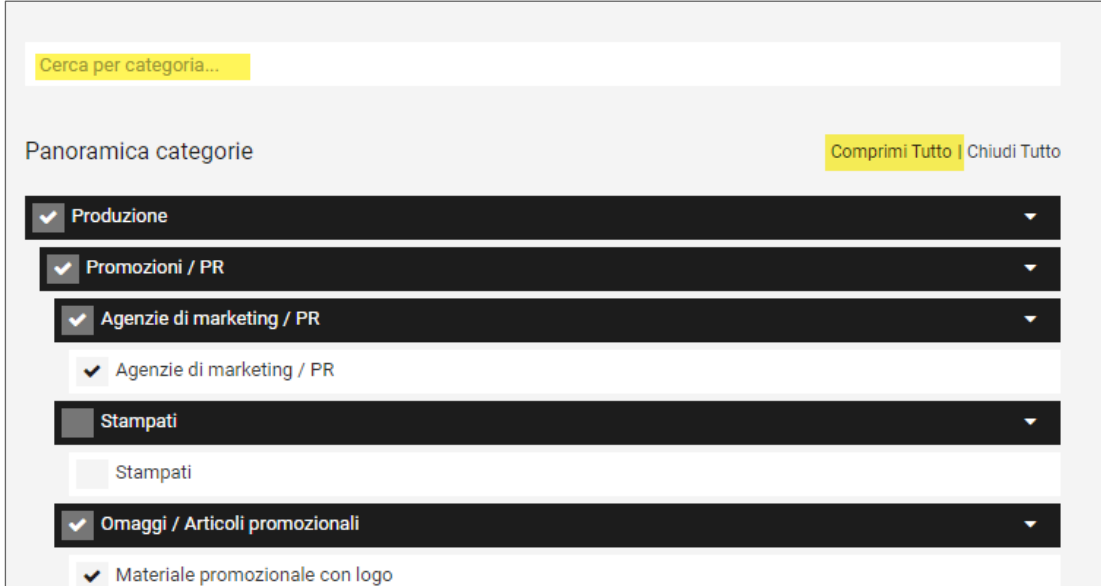 Cerca per categoria...
Panoramica categorie
Comprimi Tutto | Chiudi Tutto
Produzione
Promozioni / PR
Agenzie di marketing / PR
Agenzie di marketing / PR
Stampati
Stampati
Omaggi / Articoli promozionali
Materiale promozionale con logo